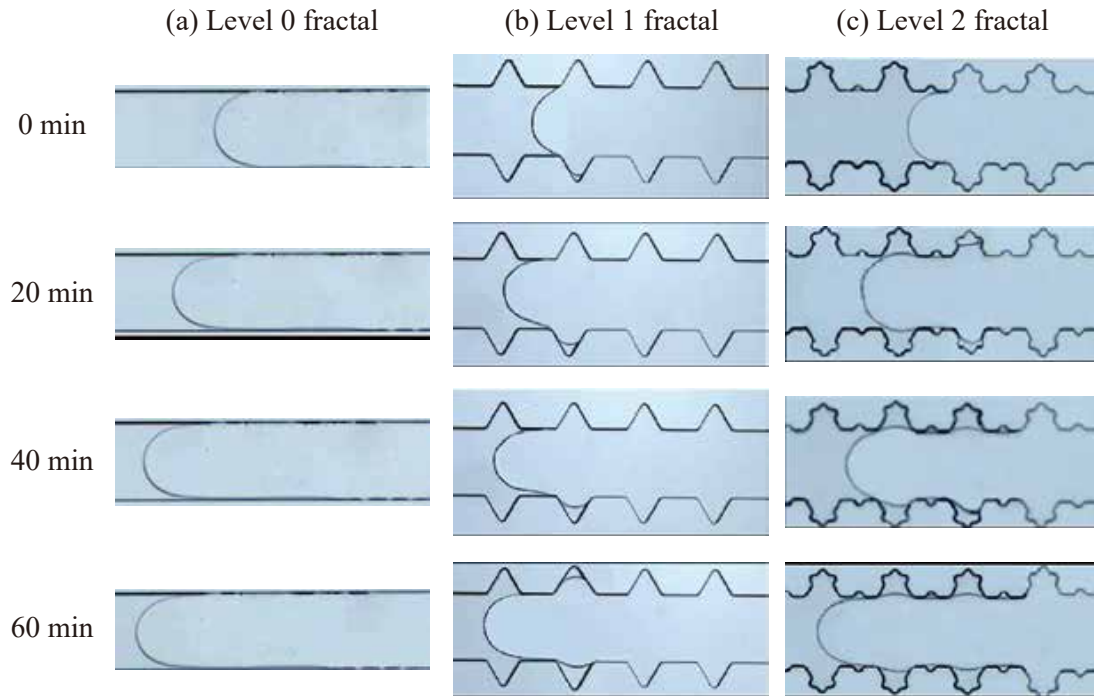 (a) Level 0 fractal
(b) Level 1 fractal
(c) Level 2 fractal
0 min
20 min
40 min
60 min